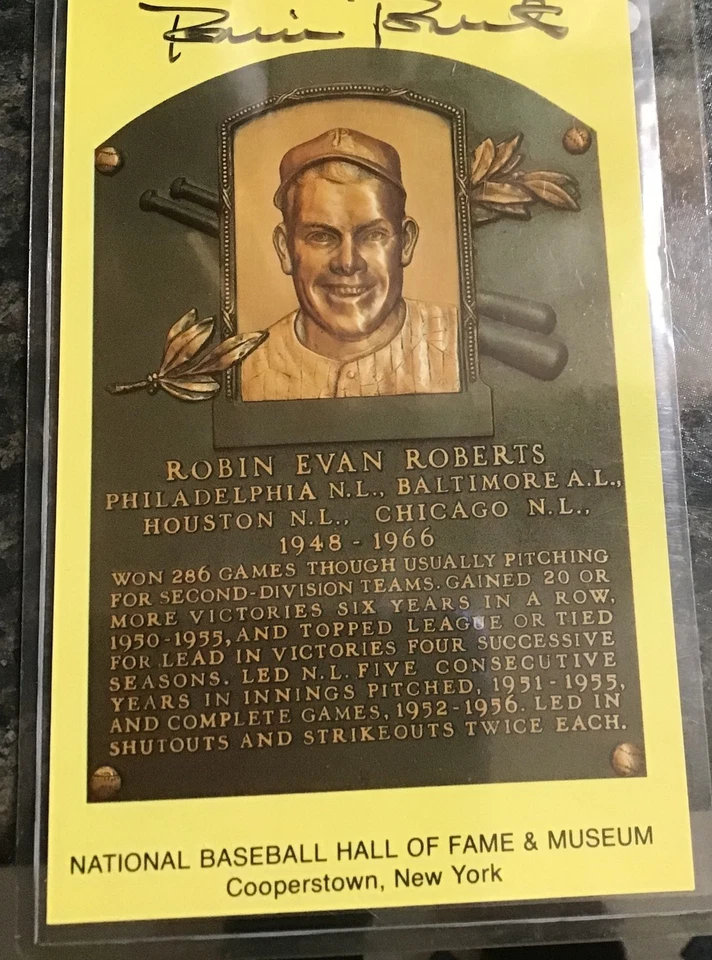 Robin Roberts
ROBIN EVAN ROBERTS
PHILADELPHIA N.L., BALTIMORE A.L.,
HOUSTON N.L., CHICAGO N.L.,
1948 - 1966
WON 286 GAMES THOUGH USUALLY PITCHING
FOR SECOND-DIVISION TEAMS. GAINED 20 OR
MORE VICTORIES SIX YEARS IN A ROW,
1950-1955, AND TOPPED LEAGUE OR TIED
FOR LEAD IN VICTORIES FOUR SUCCESSIVE
SEASONS. LED N.L. FIVE CONSECUTIVE
YEARS IN INNINGS PITCHED, 1951-1955,
AND COMPLETE GAMES, 1952-1956. LED IN
SHUTOUTS AND STRIKEOUTS TWICE EACH.
NATIONAL BASEBALL HALL OF FAME & MUSEUM
Cooperstown, New York